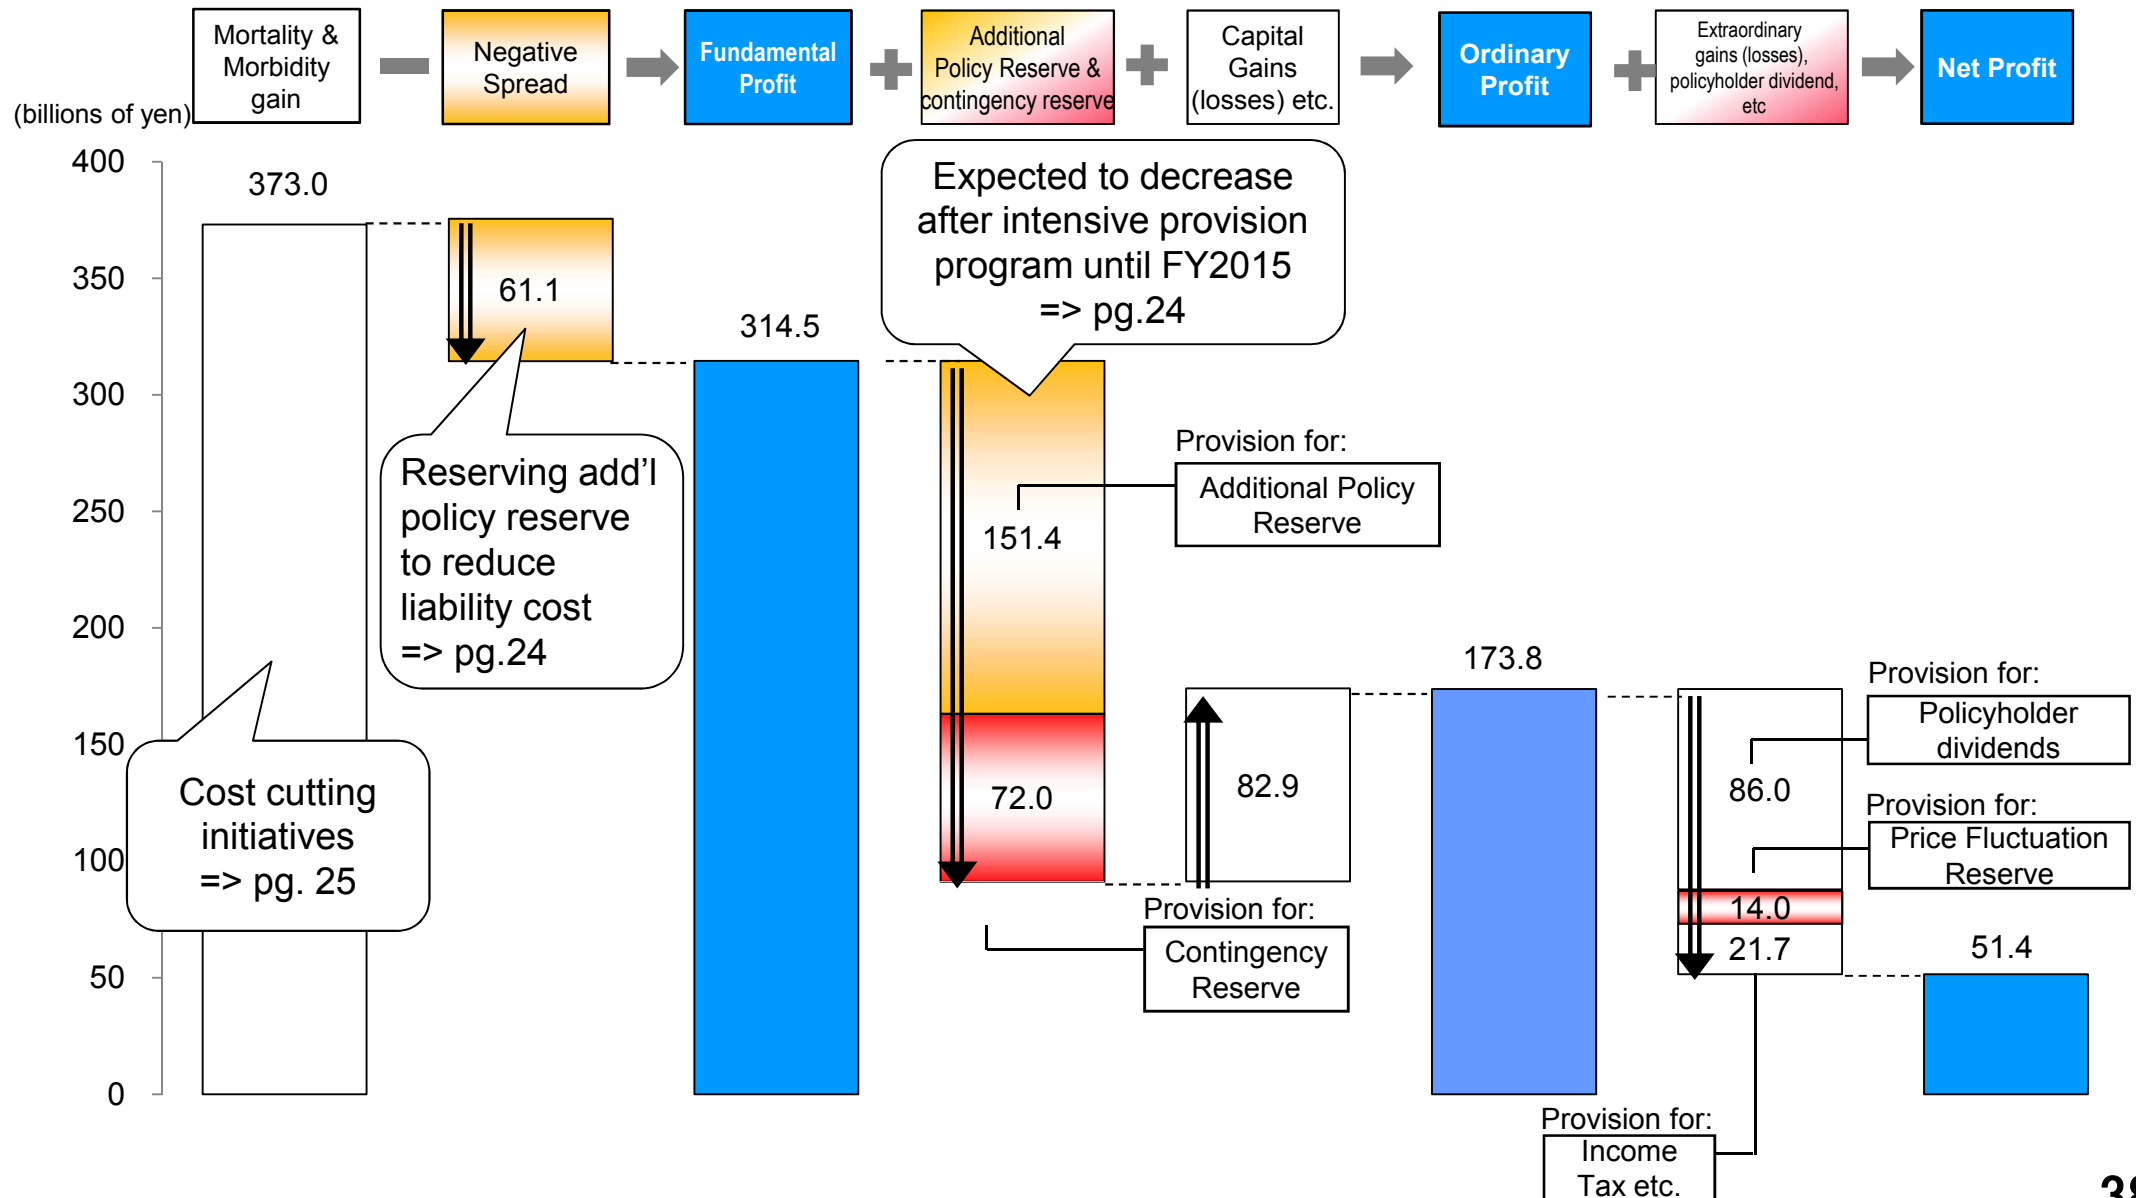 Mortality &
Morbidity
gain
Negative
Spread
Fundamental
Profit
Additional
Policy Reserve &
contingency reserve
Capital
Gains
(losses) etc.
Ordinary
Profit
Extraordinary
gains (losses),
policyholder dividend,
etc
Net Profit
(billions of yen)
400
350
300
250
200
150
100
50
0
373.0
61.1
314.5
Expected to decrease
after intensive provision
program until FY2015
=> pg.24
Reserving add’l
policy reserve
to reduce
liability cost
=> pg.24
Cost cutting
initiatives
=> pg. 25
151.4
Provision for:
Additional Policy
Reserve
72.0
Provision for:
Contingency
Reserve
82.9
173.8
Provision for:
Policyholder
dividends
86.0
Provision for:
Price Fluctuation
Reserve
14.0
21.7
51.4
Provision for:
Income
Tax etc.